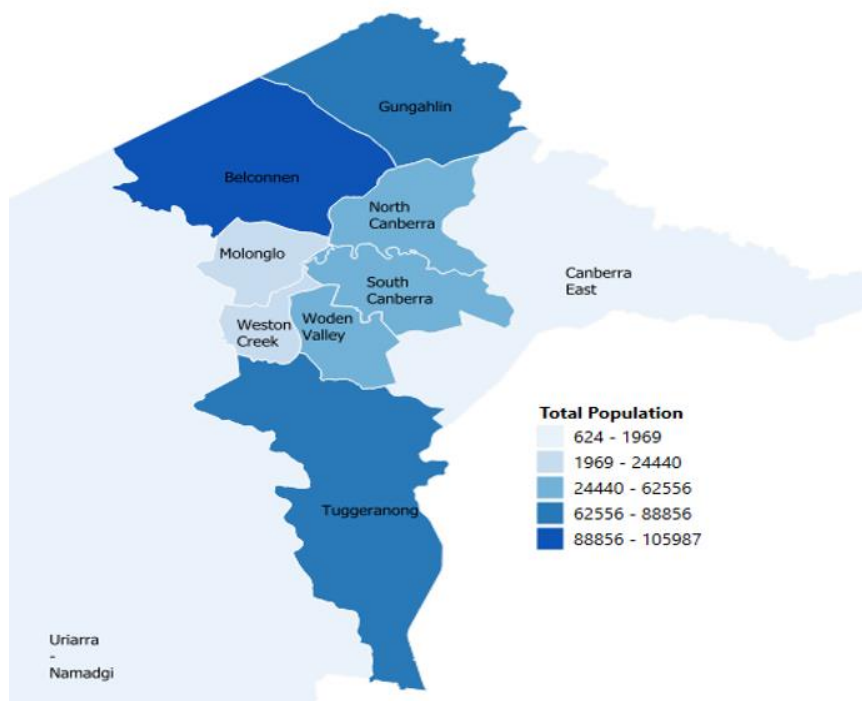 Gungahlin
Belconnen
North
Canberra
Molonglo
South
Canberra
Canberra
East
Weston
Creek
Woden
Valley
Total Population
624 - 1969
1969 - 24440
24440 - 62556
62556 - 88856
88856 - 105987
Tuggeranong
Uriarra
-
Namadgi